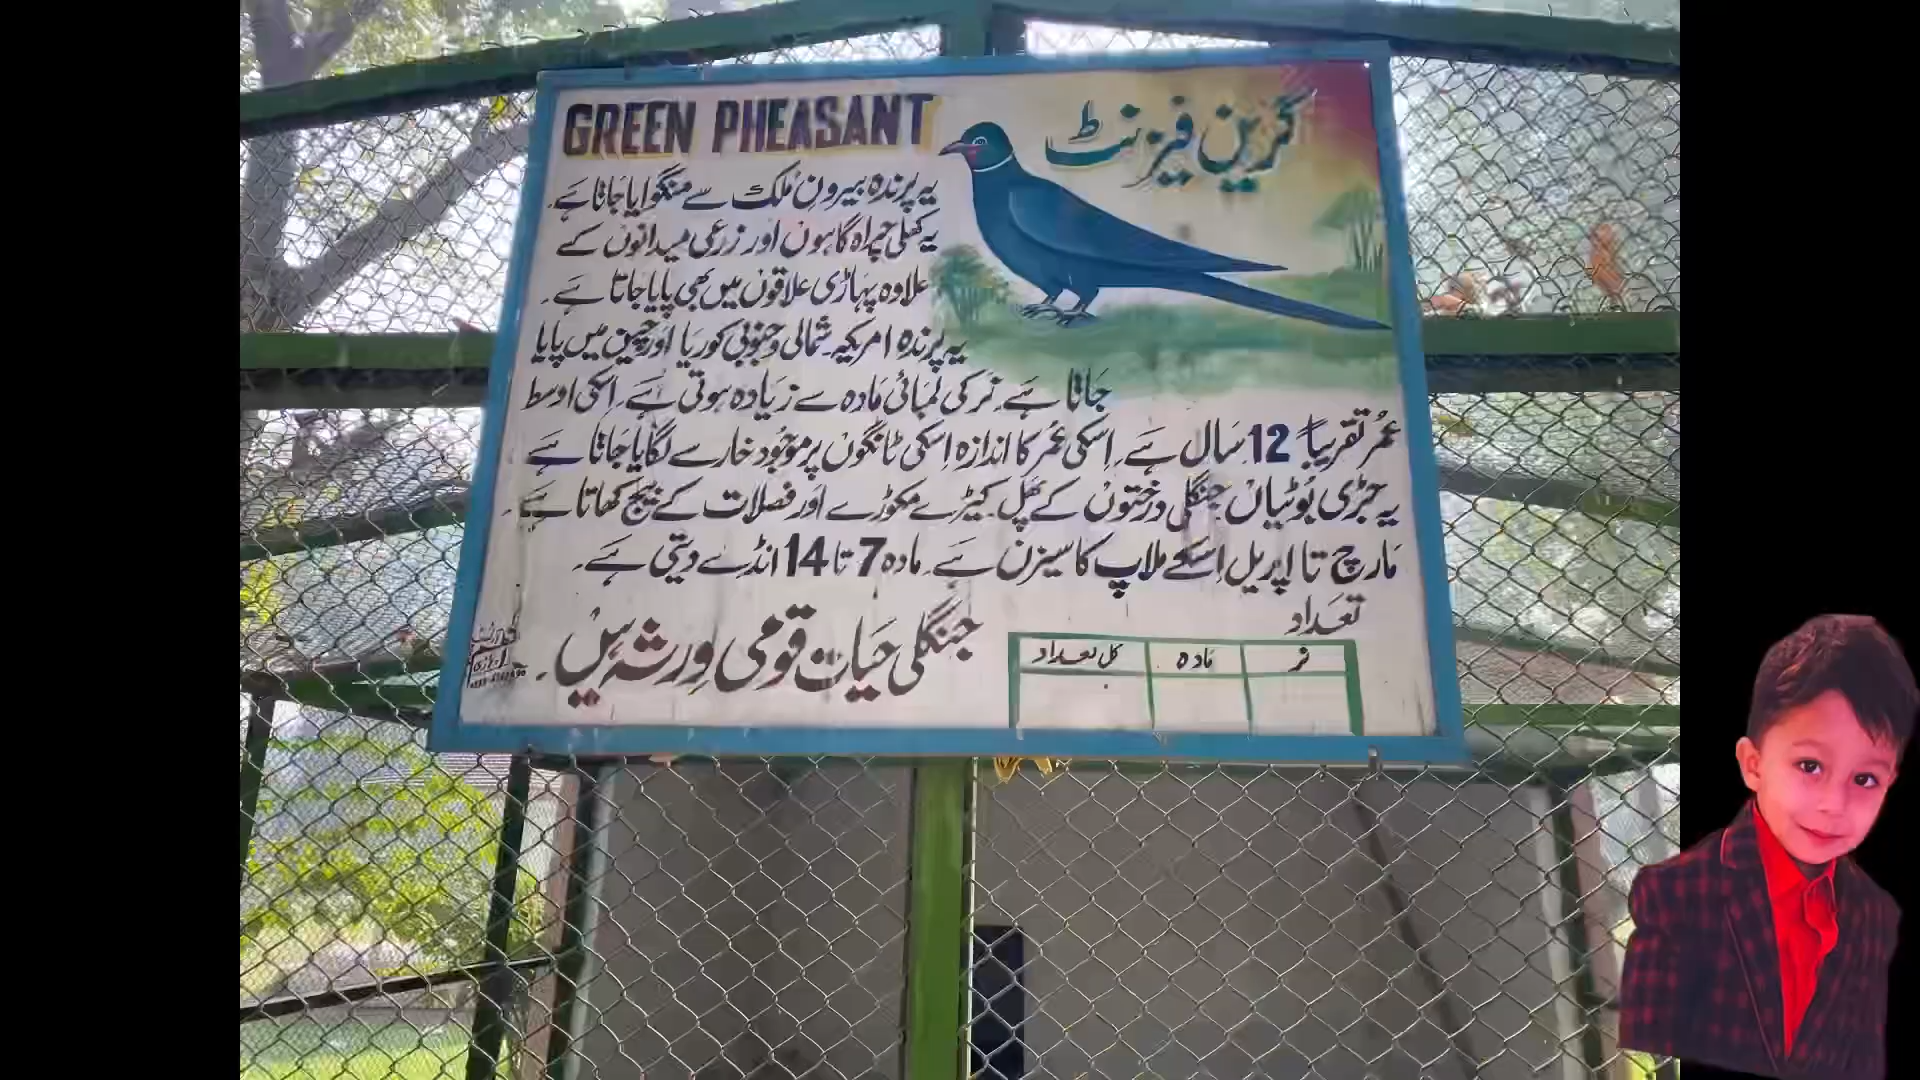 GREEN PHEASANT
گرین فیزنٹ
یہ پرندہ بیرون ملک سے منگوایا جاتا ہے۔
یہ کھلی چراہ گاہوں اور زرعی میدانوں کے
علاوہ پہاڑی علاقوں میں بھی پایا جاتا ہے۔
یہ پرندہ امریکہ، شمالی وجنوبی کوریا اور چین میں پایا
جاتا ہے۔ نر کی لمبائی مادہ سے زیادہ ہوتی ہے۔ اسکی اوسط
عمر تقریباً 12 سال ہے۔ اسکی عمر کا اندازہ اسکی ٹانگوں پر موجود خار سے لگایا جاتا ہے
یہ جڑی بوٹیاں جنگلی درختوں کے پھل کیڑے مکوڑے اور فصلات کے بیج کھاتا ہے۔
مارچ تا اپریل اسکے ملاپ کا سیزن ہے۔ مادہ 7 تا 14 انڈے دیتی ہے۔
تعداد
نر مادہ کل تعداد
جنگلی حیات قومی ورثہ ہیں۔